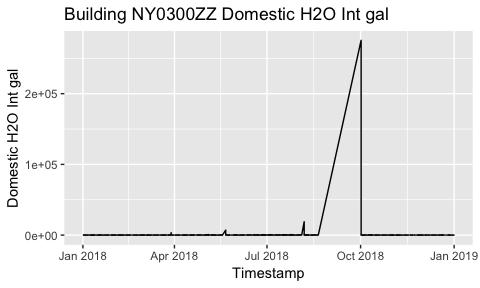 Building NY0300ZZ Domestic H2O Int gal
Domestic H2O Int gal
2e+05
1e+05
0e+00
Jan 2018 Apr 2018 Jul 2018 Oct 2018 Jan 2019
Timestamp